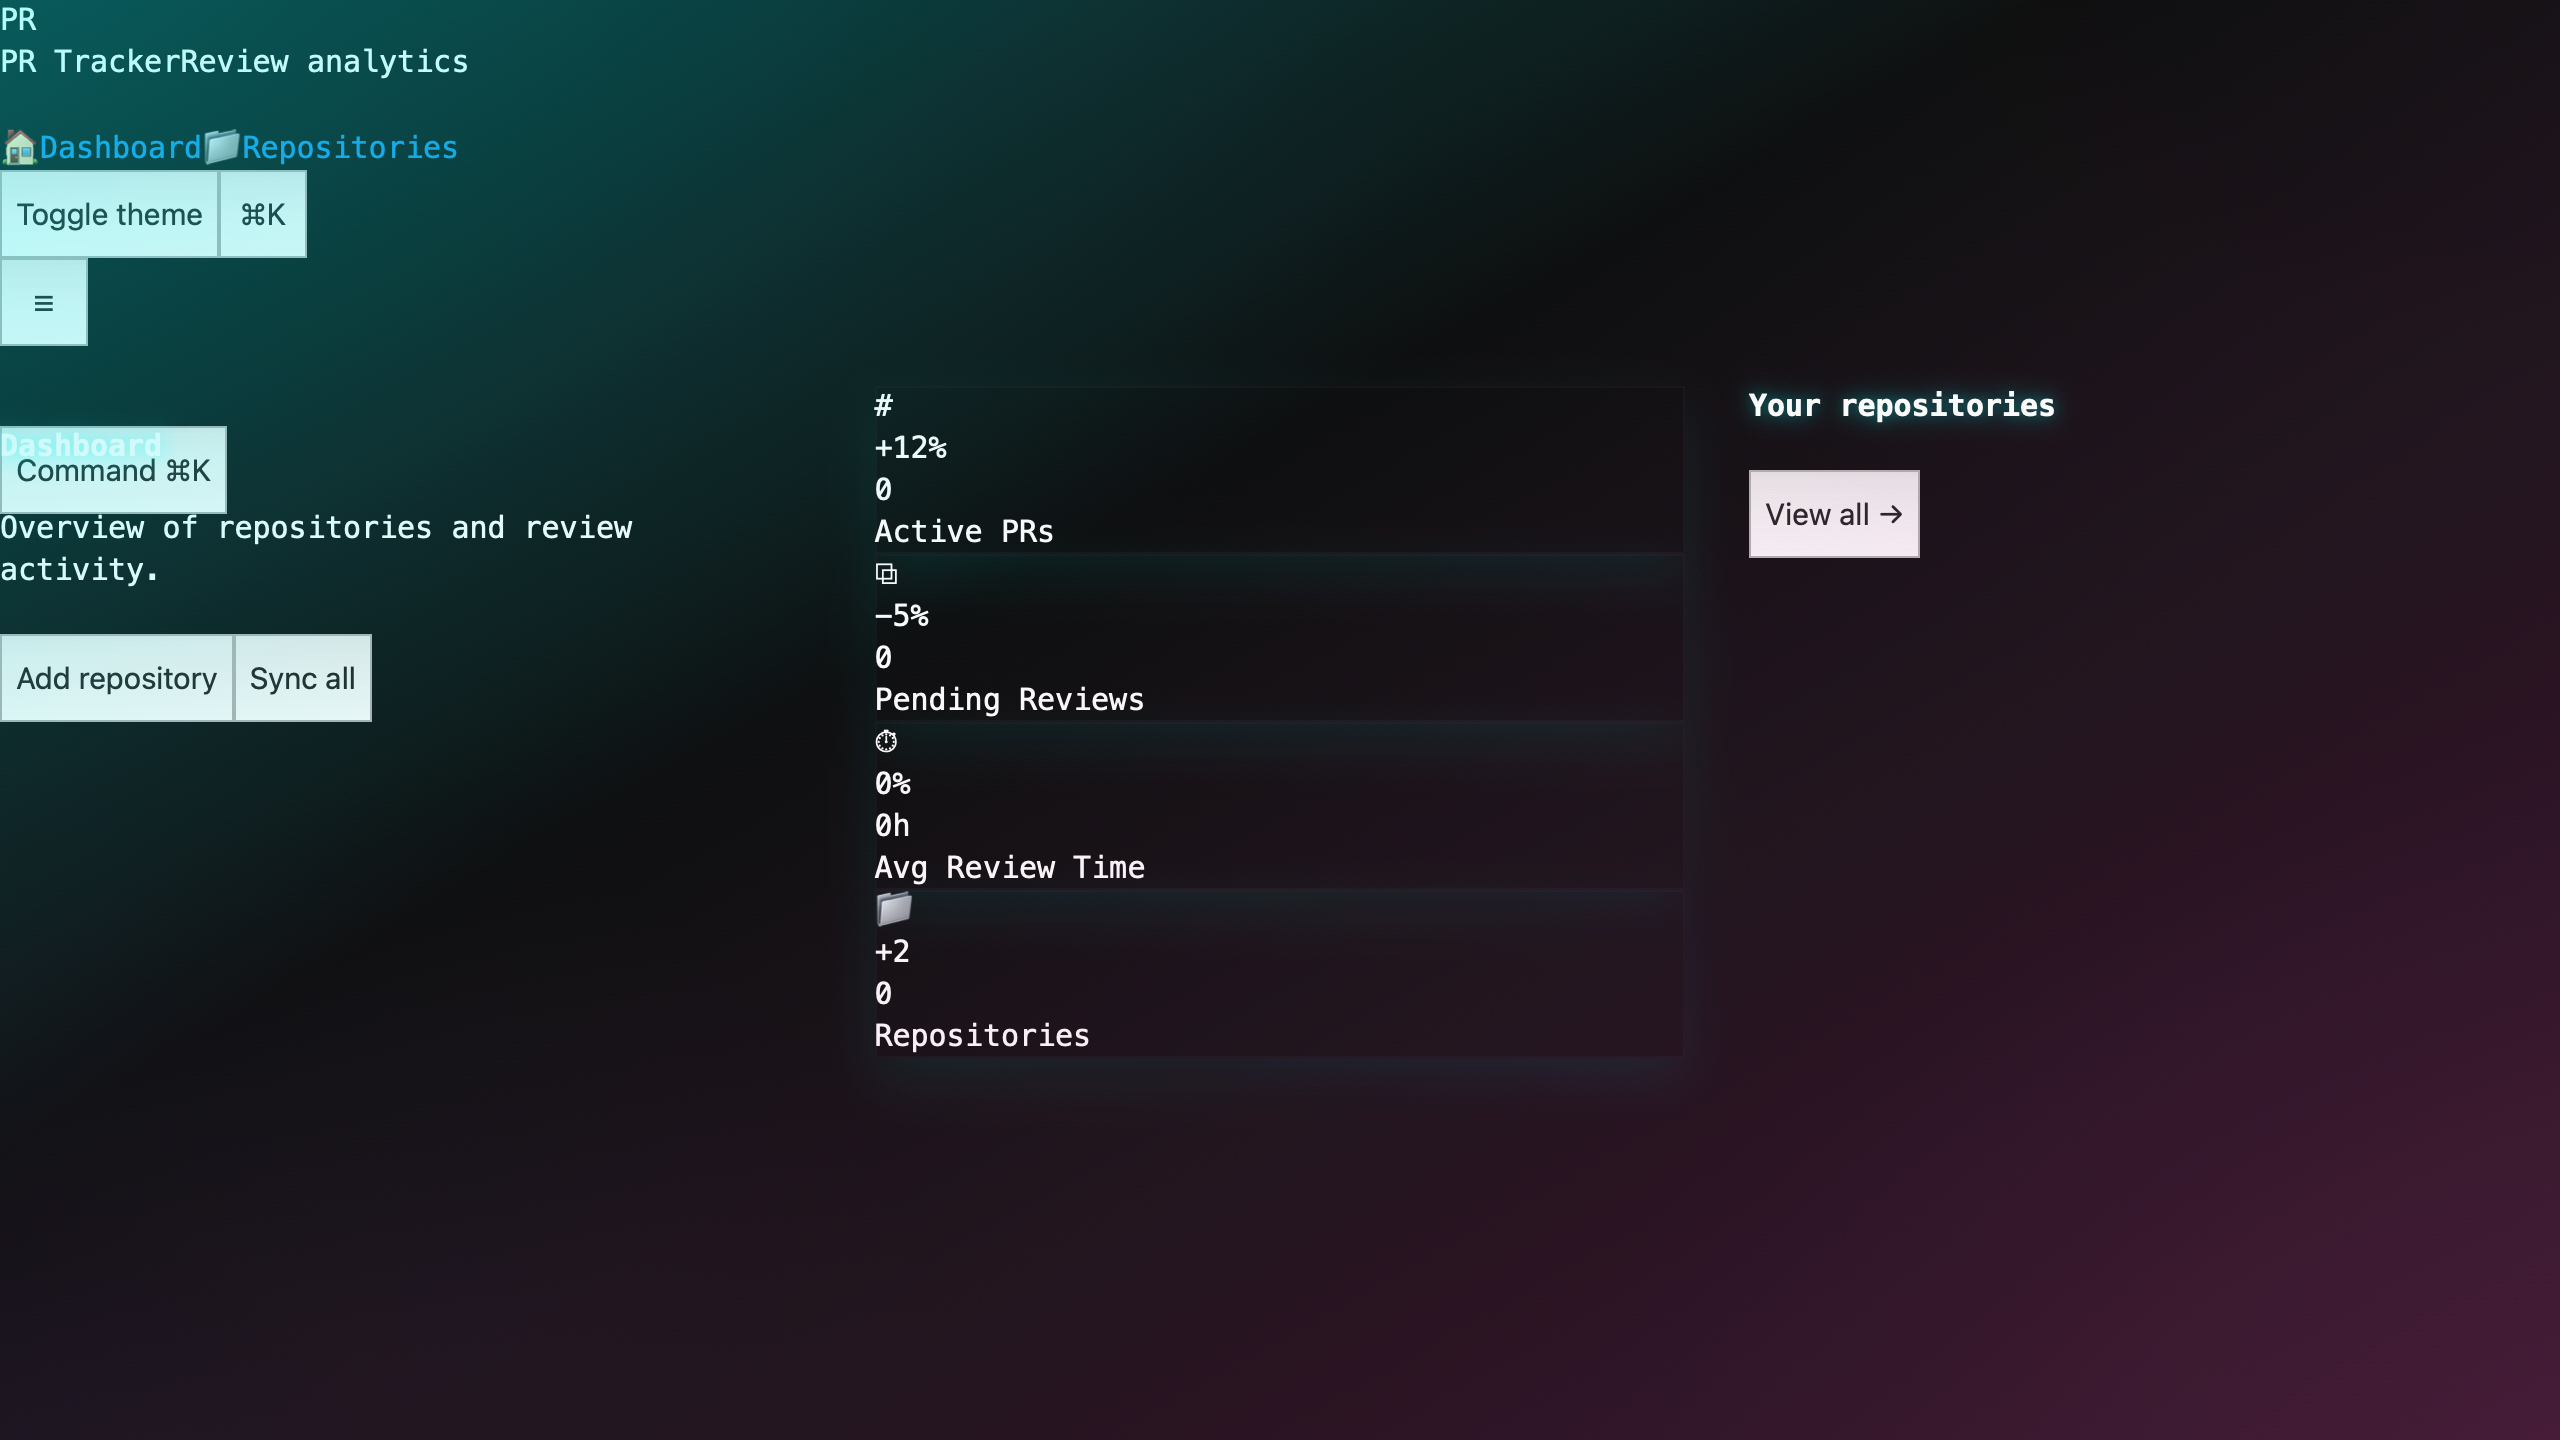 PR
PR TrackerReview analytics
🏠Dashboard📁Repositories
Toggle theme ⌘K
≡
Dashboard
Command ⌘K
Overview of repositories and review
activity.
Add repository Sync all
#
+12%
0
Active PRs
⧉
−5%
0
Pending Reviews
⏱
0%
0h
Avg Review Time
📁
+2
0
Repositories
Your repositories
View all →